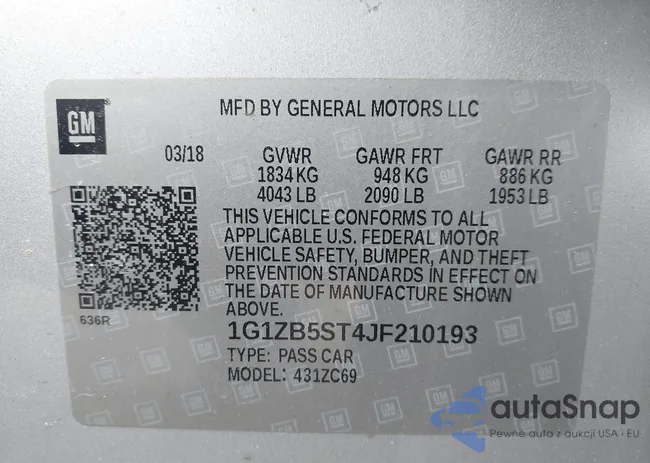 GM
MFD BY GENERAL MOTORS LLC
03/18 GVWR GAWR FRT GAWR RR
1834 KG 948 KG 886 KG
4043 LB 2090 LB 1953 LB
THIS VEHICLE CONFORMS TO ALL
APPLICABLE U.S. FEDERAL MOTOR
VEHICLE SAFETY, BUMPER, AND THEFT
PREVENTION STANDARDS IN EFFECT ON
THE DATE OF MANUFACTURE SHOWN
ABOVE.
636R
1G1ZB5ST4JF210193
TYPE: PASS CAR
MODEL: 431ZC69
autaSnap
Pewne auta z aukcji USA i EU